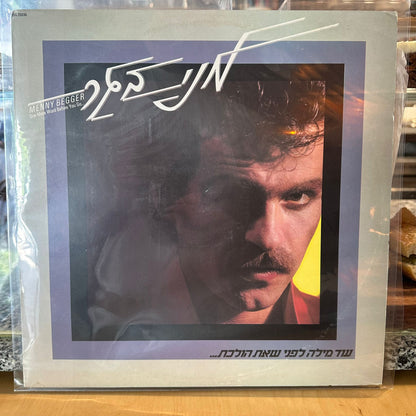 מני בגר
MENNY BEGGER
One More Word Before You Go...
עוד מילה לפני שאת הולכת...